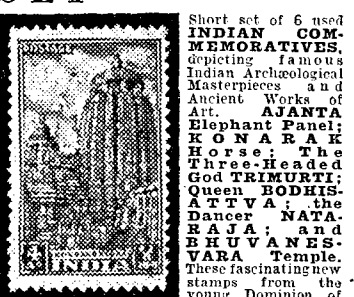 POSTAGE
INDIA
Short set of 6 used
INDIAN COM-
MEMORATIVES,
depicting famous
Indian Archæological
Masterpieces and
Ancient Works of
Art. AJANTA
Elephant Panel;
KONARAK
Horse; The
Three-Headed
God TRIMURTI;
Queen BODHIS-
ATTVA; the
Dancer NATA-
RAJA; and
BHUVANES-
VARA Temple.
These fascinating new
stamps from the
young Dominion of